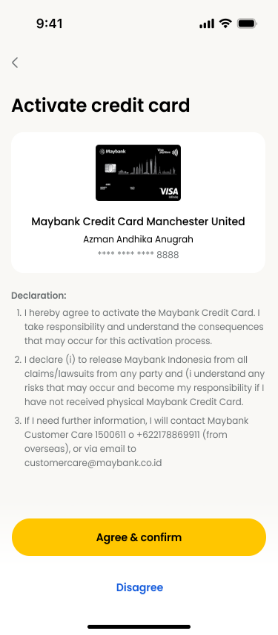 9:41
Activate credit card
Maybank
VISA
Maybank Credit Card Manchester United
Azman Andhika Anugrah
**** **** **** 8888
Declaration:
1. I hereby agree to activate the Maybank Credit Card. I
take responsibility and understand the consequences
that may occur for this activation process.
2. I declare (i) to release Maybank Indonesia from all
claims/lawsuits from any party and (I understand any
risks that may occur and become my responsibility if I
have not received physical Maybank Credit Card.
3. If I need further information, I will contact Maybank
Customer Care 1500611 o +622178869911 (from
overseas), or via email to
customercare@maybank.co.id
Agree & confirm
Disagree